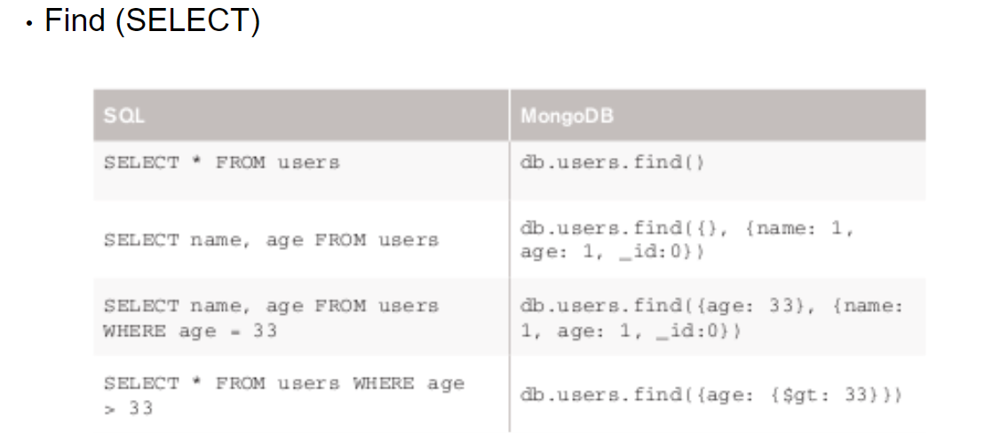 • Find (SELECT)
SQL
MongoDB
SELECT * FROM users
db.users.find()
SELECT name, age FROM users
db.users.find({}, {name: 1,
age: 1, _id:0})
SELECT name, age FROM users
WHERE age = 33
db.users.find({age: 33}, {name:
1, age: 1, _id:0})
SELECT * FROM users WHERE age
> 33
db.users.find({age: {$gt: 33}})